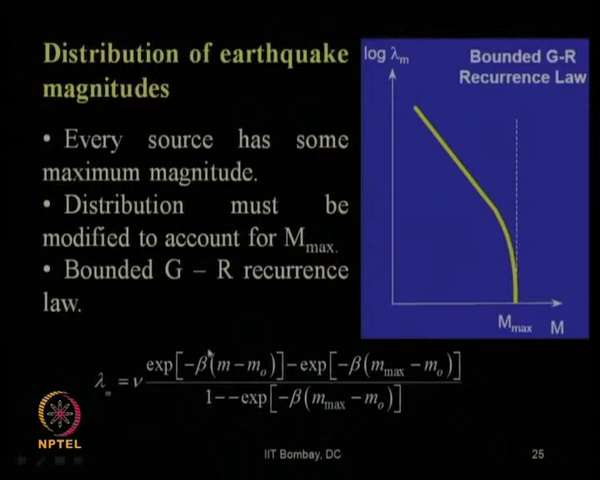 Distribution of earthquake
magnitudes
• Every source has some
maximum magnitude.
• Distribution must be
modified to account for Mmax.
• Bounded G – R recurrence
law.
log λm
Bounded G-R
Recurrence Law
Mmax M
λm = ν exp[−β(m−mo)]−exp[−β(mmax−mo)]
1−−exp[−β(mmax−mo)]
NPTEL
IIT Bombay, DC
25